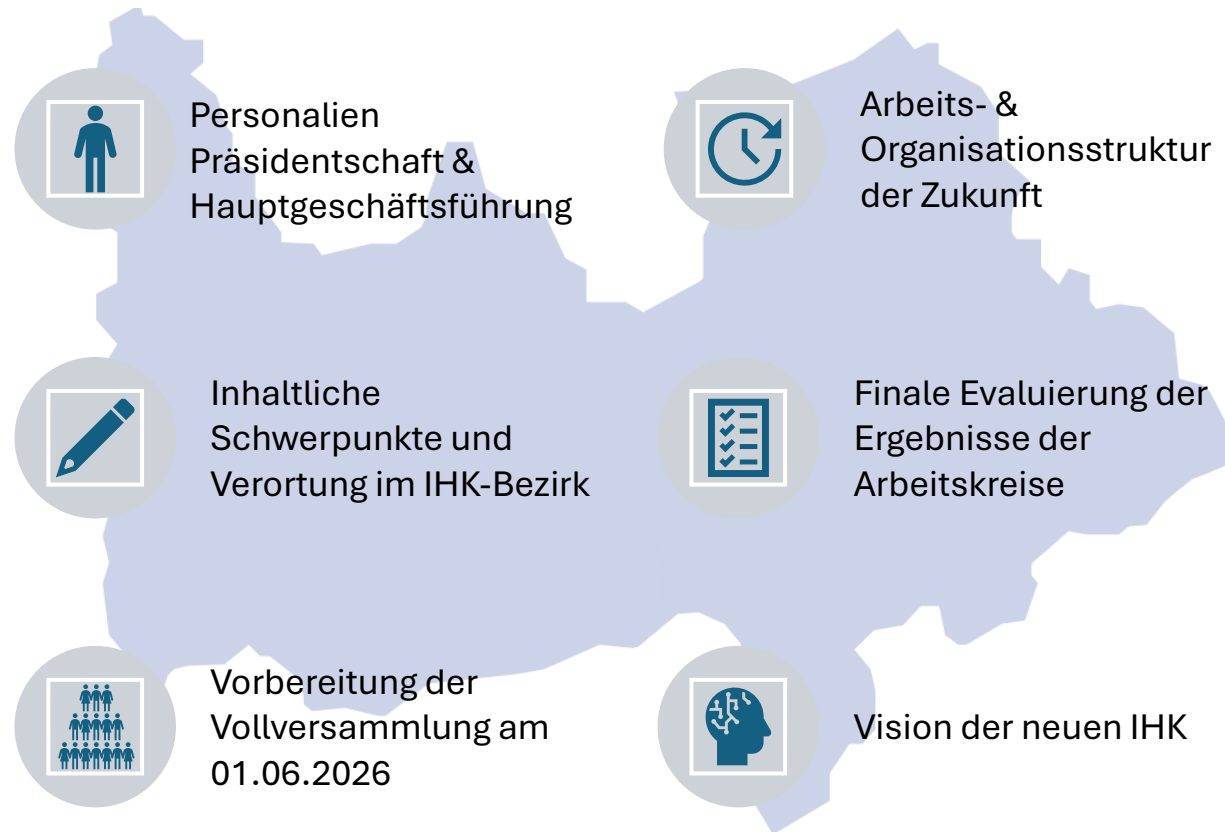 Personalien
Präsidentschaft &
Hauptgeschäftsführung
Arbeits- &
Organisationsstruktur
der Zukunft
Inhaltliche
Schwerpunkte und
Verortung im IHK-Bezirk
Finale Evaluierung der
Ergebnisse der
Arbeitskreise
Vorbereitung der
Vollversammlung am
01.06.2026
Vision der neuen IHK